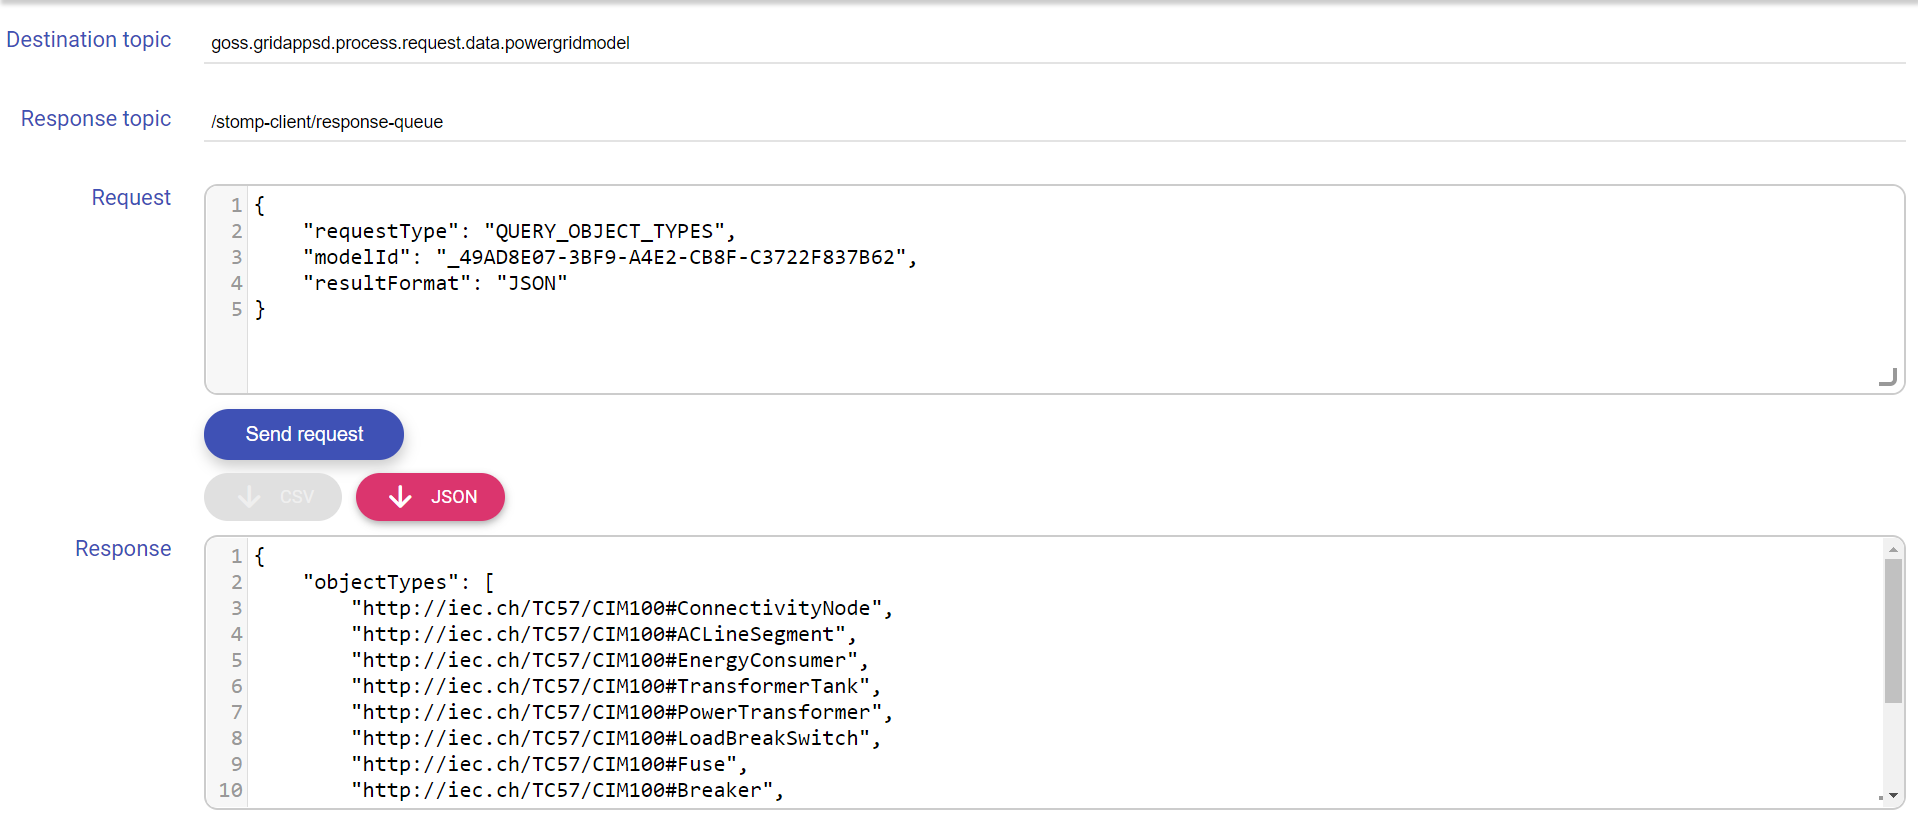 Destination topic
goss.gridappsd.process.request.data.powergridmodel
Response topic
/stomp-client/response-queue
Request
1 {
2     "requestType": "QUERY_OBJECT_TYPES",
3     "modelId": "_49AD8E07-3BF9-A4E2-CB8F-C3722F837B62",
4     "resultFormat": "JSON"
5 }
Send request
CSV
JSON
Response
1 {
2     "objectTypes": [
3         "http://iec.ch/TC57/CIM100#ConnectivityNode",
4         "http://iec.ch/TC57/CIM100#ACLineSegment",
5         "http://iec.ch/TC57/CIM100#EnergyConsumer",
6         "http://iec.ch/TC57/CIM100#TransformerTank",
7         "http://iec.ch/TC57/CIM100#PowerTransformer",
8         "http://iec.ch/TC57/CIM100#LoadBreakSwitch",
9         "http://iec.ch/TC57/CIM100#Fuse",
10         "http://iec.ch/TC57/CIM100#Breaker",